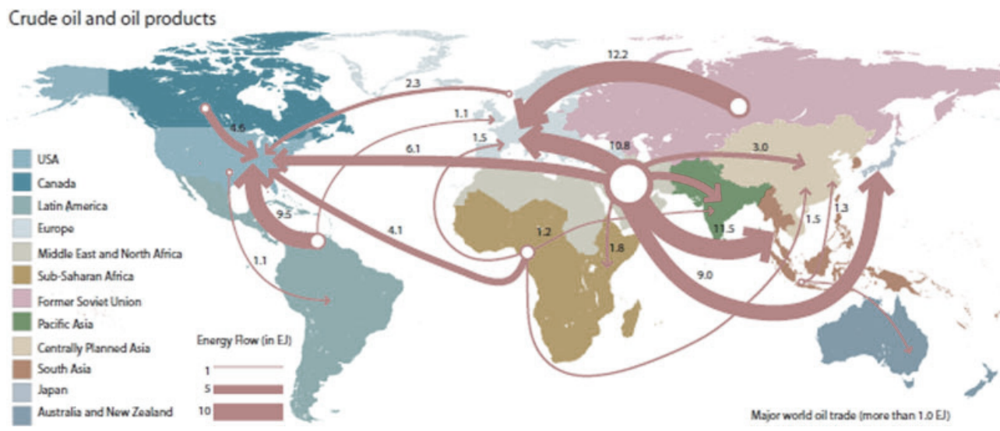 Crude oil and oil products
12.2
2.3
1.1
4.6
1.5
10.8
3.0
6.1
USA
Canada
Latin America
Europe
Middle East and North Africa
Sub-Saharan Africa
Former Soviet Union
Pacific Asia
Centrally Planned Asia
South Asia
Japan
Australia and New Zealand
9.5
4.1
1.2
11.5
1.5
1.3
1.8
1.1
9.0
Energy Flow (in EJ)
1
5
10
Major world oil trade (more than 1.0 EJ)